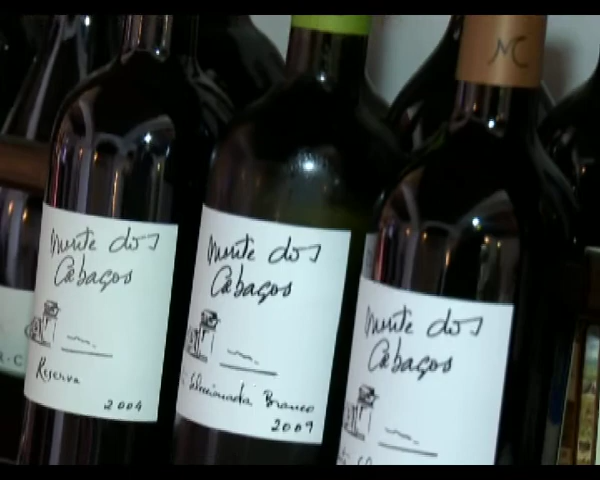 MC
Monte dos
Cabaços
Reserva
2004
Monte dos
Cabaços
Seleccionada Branco
2009
Monte dos
Cabaços
R.C